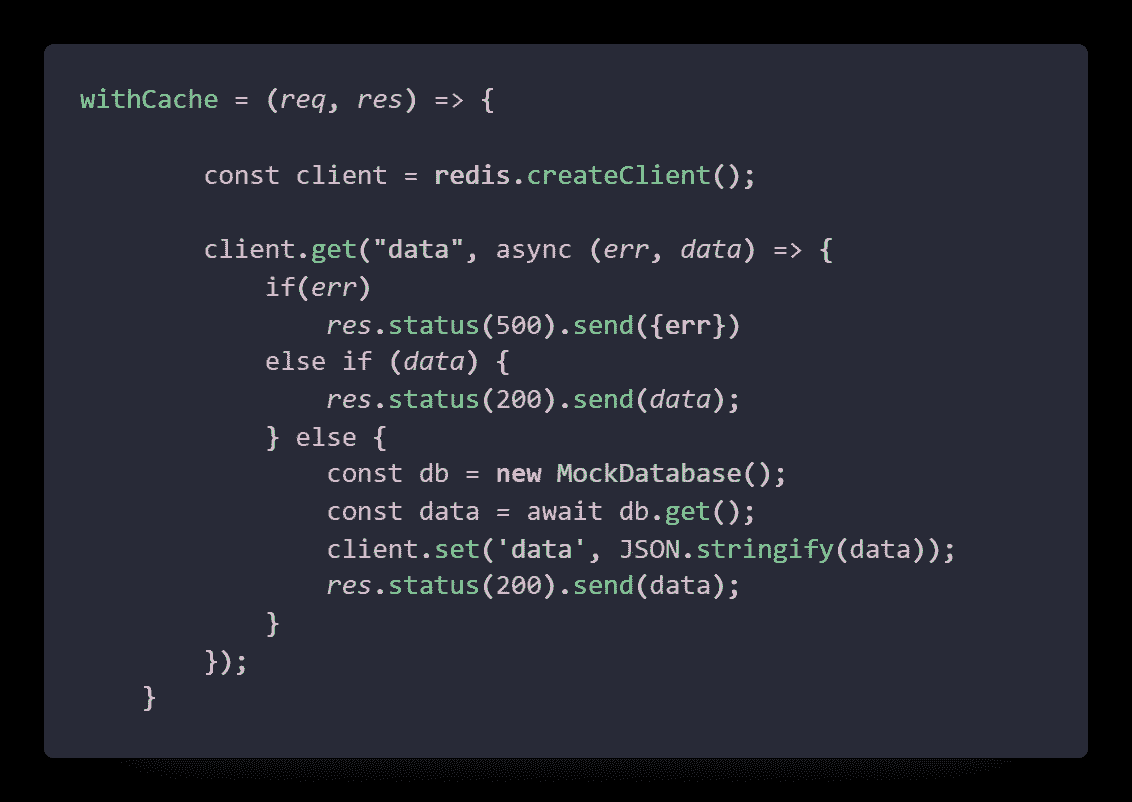 withCache = (req, res) => {
const client = redis.createClient();
client.get("data", async (err, data) => {
if(err)
res.status(500).send({err})
else if (data) {
res.status(200).send(data);
} else {
const db = new MockDatabase();
const data = await db.get();
client.set('data', JSON.stringify(data));
res.status(200).send(data);
}
});
}